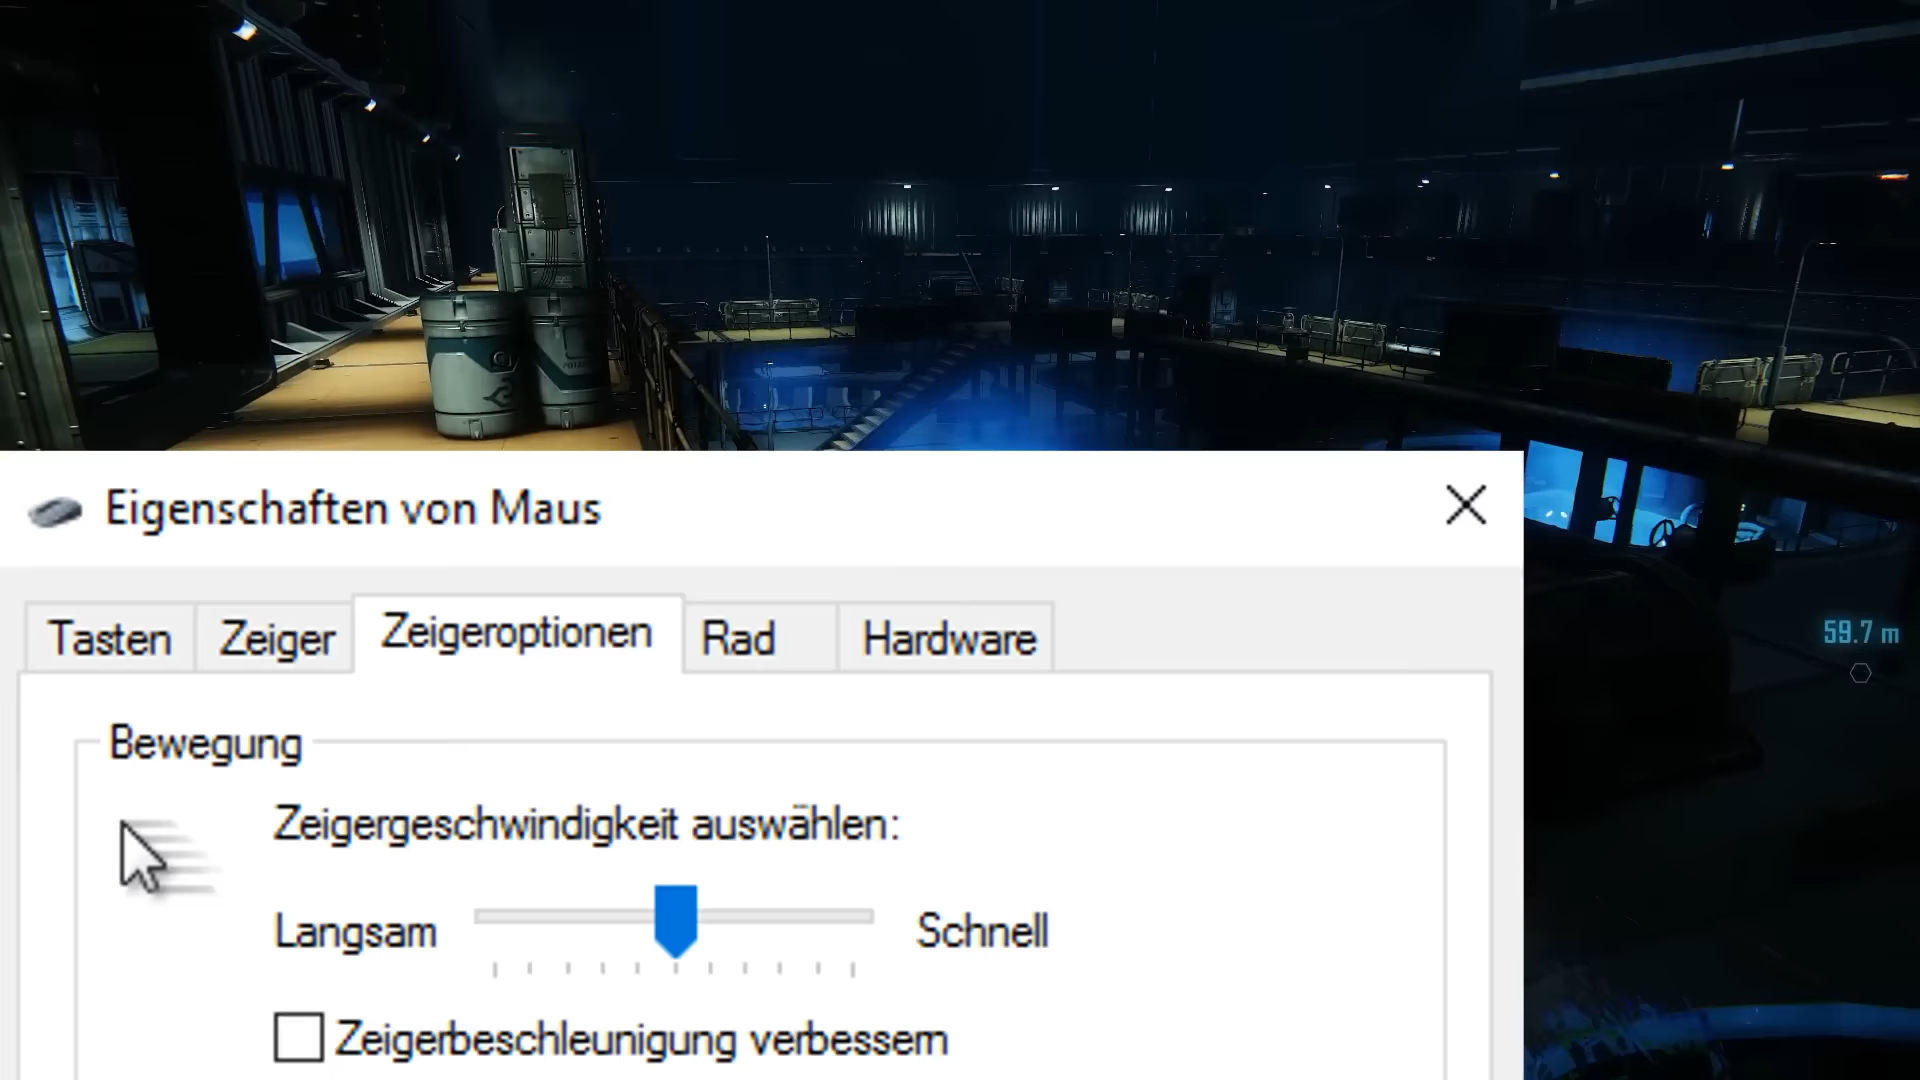 Eigenschaften von Maus
Tasten Zeiger Zeigeroptionen Rad Hardware
59.7 m
Bewegung
Zeigergeschwindigkeit auswählen:
Langsam Schnell
Zeigerbeschleunigung verbessern